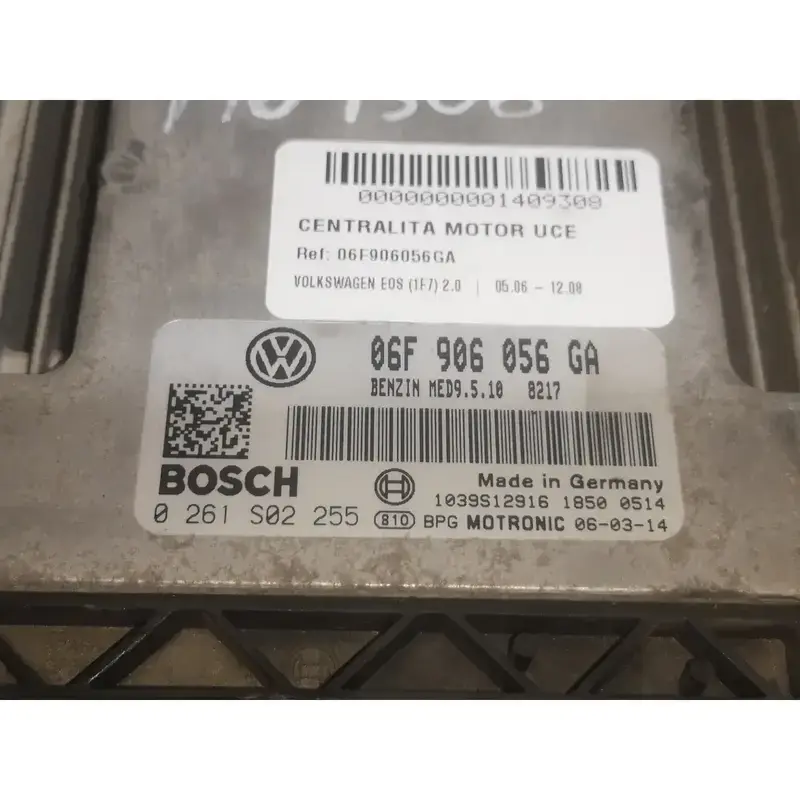 0000000001409308
CENTRALITA MOTOR UCE
Ref: 06F906056GA
VOLKSWAGEN EOS (1F7) 2.0 | 05.06 - 12.08
06F 906 056 GA
BENZIN MED9.5.10 8217
BOSCH
Made in Germany
1039S12916 1850 0514
0 261 S02 255 810 BPG MOTRONIC 06-03-14